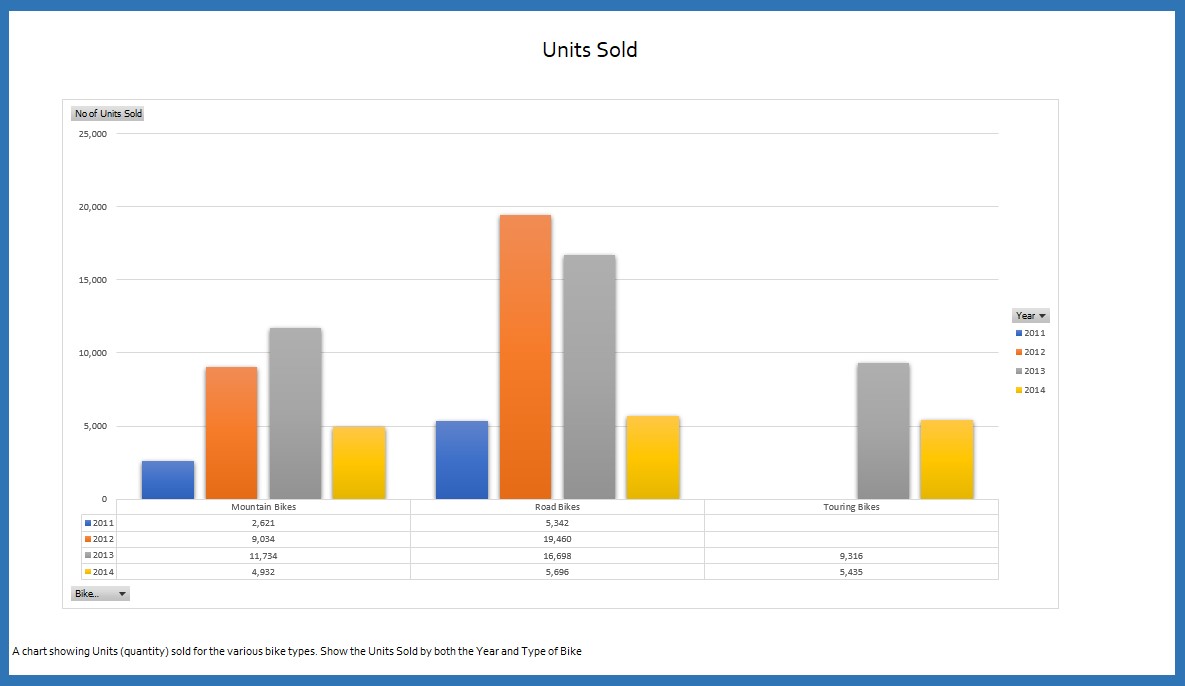 Units Sold
No of Units Sold
25,000
20,000
15,000
10,000
5,000
0
Year
2011
2012
2013
2014
Mountain Bikes Road Bikes Touring Bikes
2011 2,621 5,342
2012 9,034 19,460
2013 11,734 16,698 9,316
2014 4,932 5,696 5,435
Bike...
A chart showing Units (quantity) sold for the various bike types. Show the Units Sold by both the Year and Type of Bike